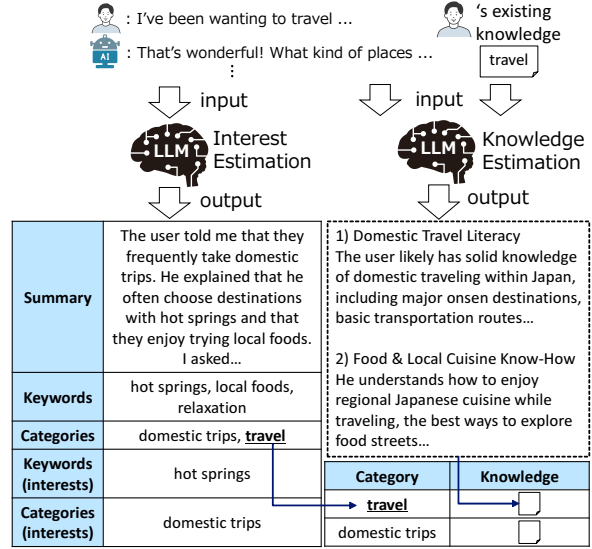 : I've been wanting to travel ...
: That's wonderful! What kind of places ...
⋮
AI
's existing
knowledge
travel
input
input
LLM
Interest
Estimation
LLM
Knowledge
Estimation
output
output
Summary
The user told me that they
frequently take domestic
trips. He explained that he
often choose destinations
with hot springs and that
they enjoy trying local foods.
I asked...
Keywords
hot springs, local foods,
relaxation
Categories
domestic trips, travel
Keywords
(interests)
hot springs
Categories
(interests)
domestic trips
1) Domestic Travel Literacy
The user likely has solid knowledge
of domestic traveling within Japan,
including major onsen destinations,
basic transportation routes...
2) Food & Local Cuisine Know-How
He understands how to enjoy
regional Japanese cuisine while
traveling, the best ways to explore
food streets...
Category
Knowledge
travel
domestic trips